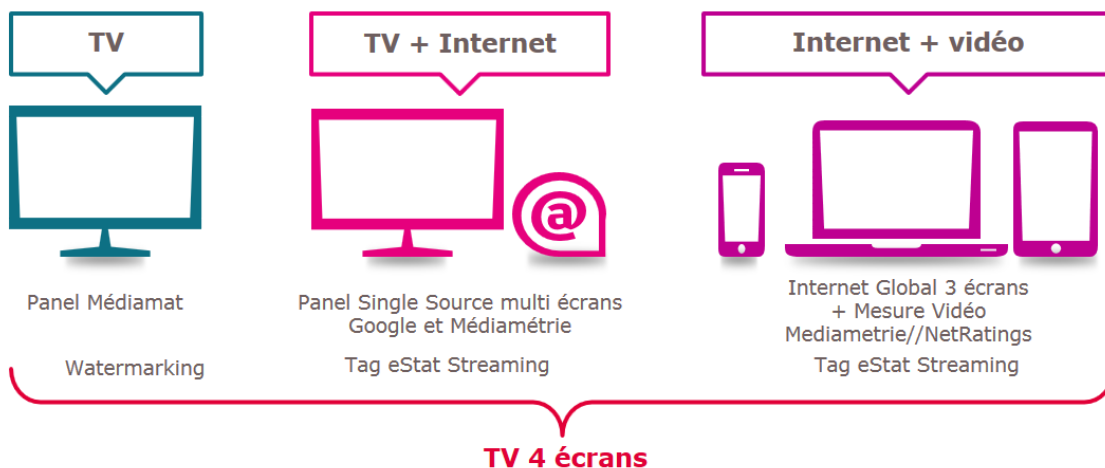 TV
TV + Internet
Internet + vidéo
@
Panel Médiamat
Watermarking
Panel Single Source multi écrans
Google et Médiamétrie
Tag eStat Streaming
Internet Global 3 écrans
+ Mesure Vidéo
Mediametrie//NetRatings
Tag eStat Streaming
TV 4 écrans